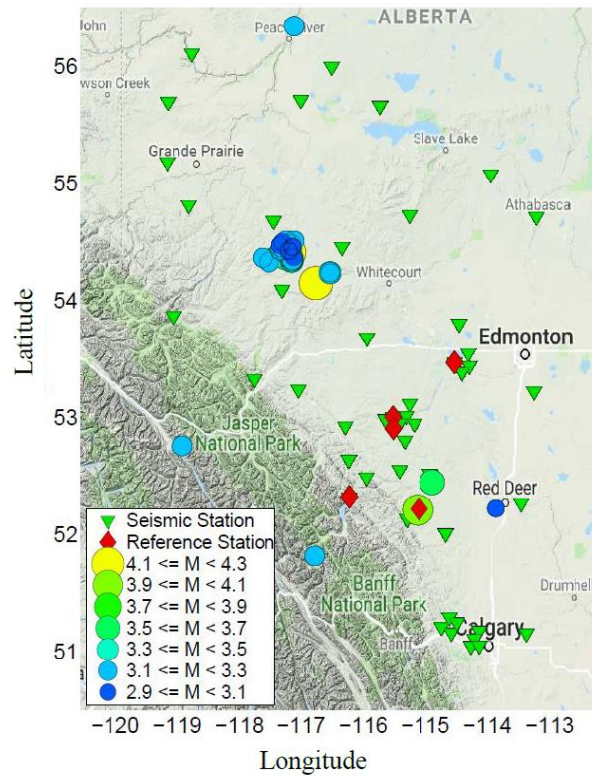 John
Peace River
ALBERTA
56
wson Creek
Slave Lake
Grande Prairie
55
Athabasca
Whitecourt
54
Edmonton
Latitude
53
Jasper
National Park
Red Deer
52
Seismic Station
Reference Station
4.1 <= M < 4.3
3.9 <= M < 4.1
3.7 <= M < 3.9
3.5 <= M < 3.7
3.3 <= M < 3.5
3.1 <= M < 3.3
2.9 <= M < 3.1
Drumhell
Banff
National Park
Calgary
Banff
51
−120 −119 −118 −117 −116 −115 −114 −113
Longitude